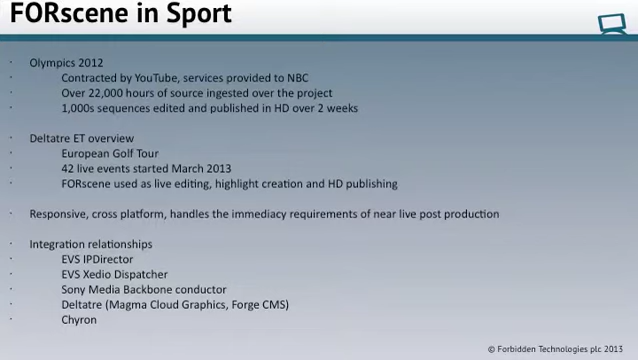 FORscene in Sport
Olympics 2012
Contracted by YouTube, services provided to NBC
Over 22,000 hours of source ingested over the project
1,000s sequences edited and published in HD over 2 weeks
Deltatre ET overview
European Golf Tour
42 live events started March 2013
FORscene used as live editing, highlight creation and HD publishing
Responsive, cross platform, handles the immediacy requirements of near live post production
Integration relationships
EVS IPDirector
EVS Xedio Dispatcher
Sony Media Backbone conductor
Deltatre (Magma Cloud Graphics, Forge CMS)
Chyron
© Forbidden Technologies plc 2013